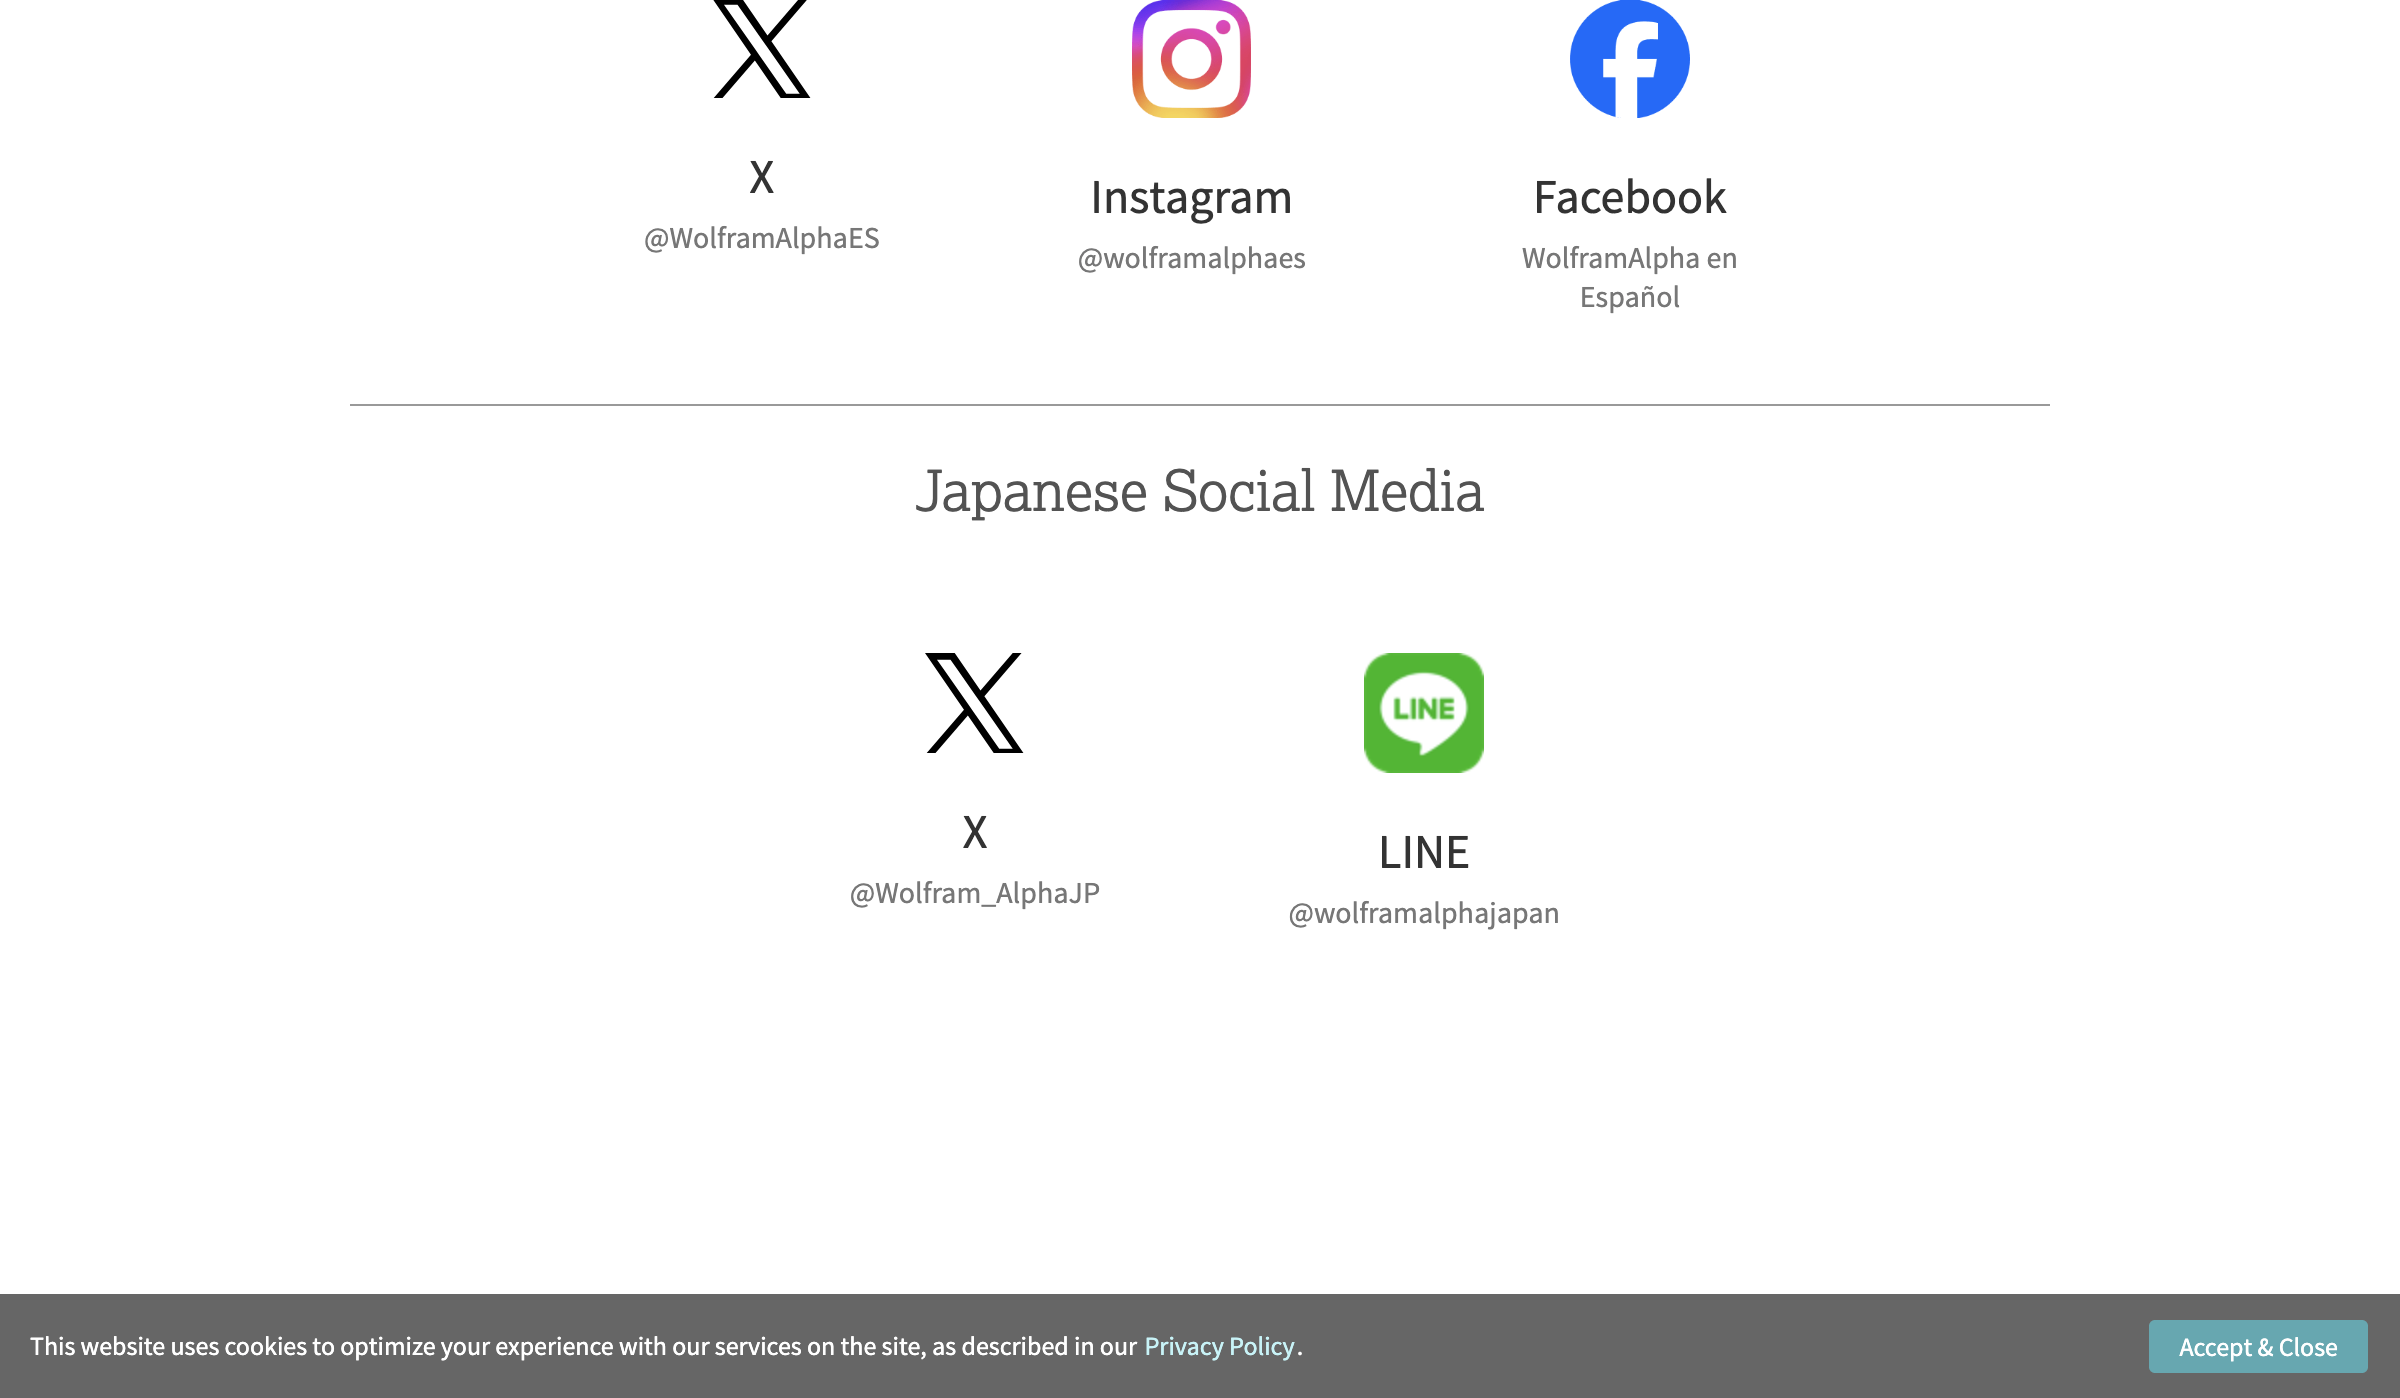 X
@WolframAlphaES
Instagram
@wolframalphaes
Facebook
WolframAlpha en
Español
Japanese Social Media
X
@Wolfram_AlphaJP
LINE
LINE
@wolframalphajapan
This website uses cookies to optimize your experience with our services on the site, as described in our Privacy Policy.
Accept & Close